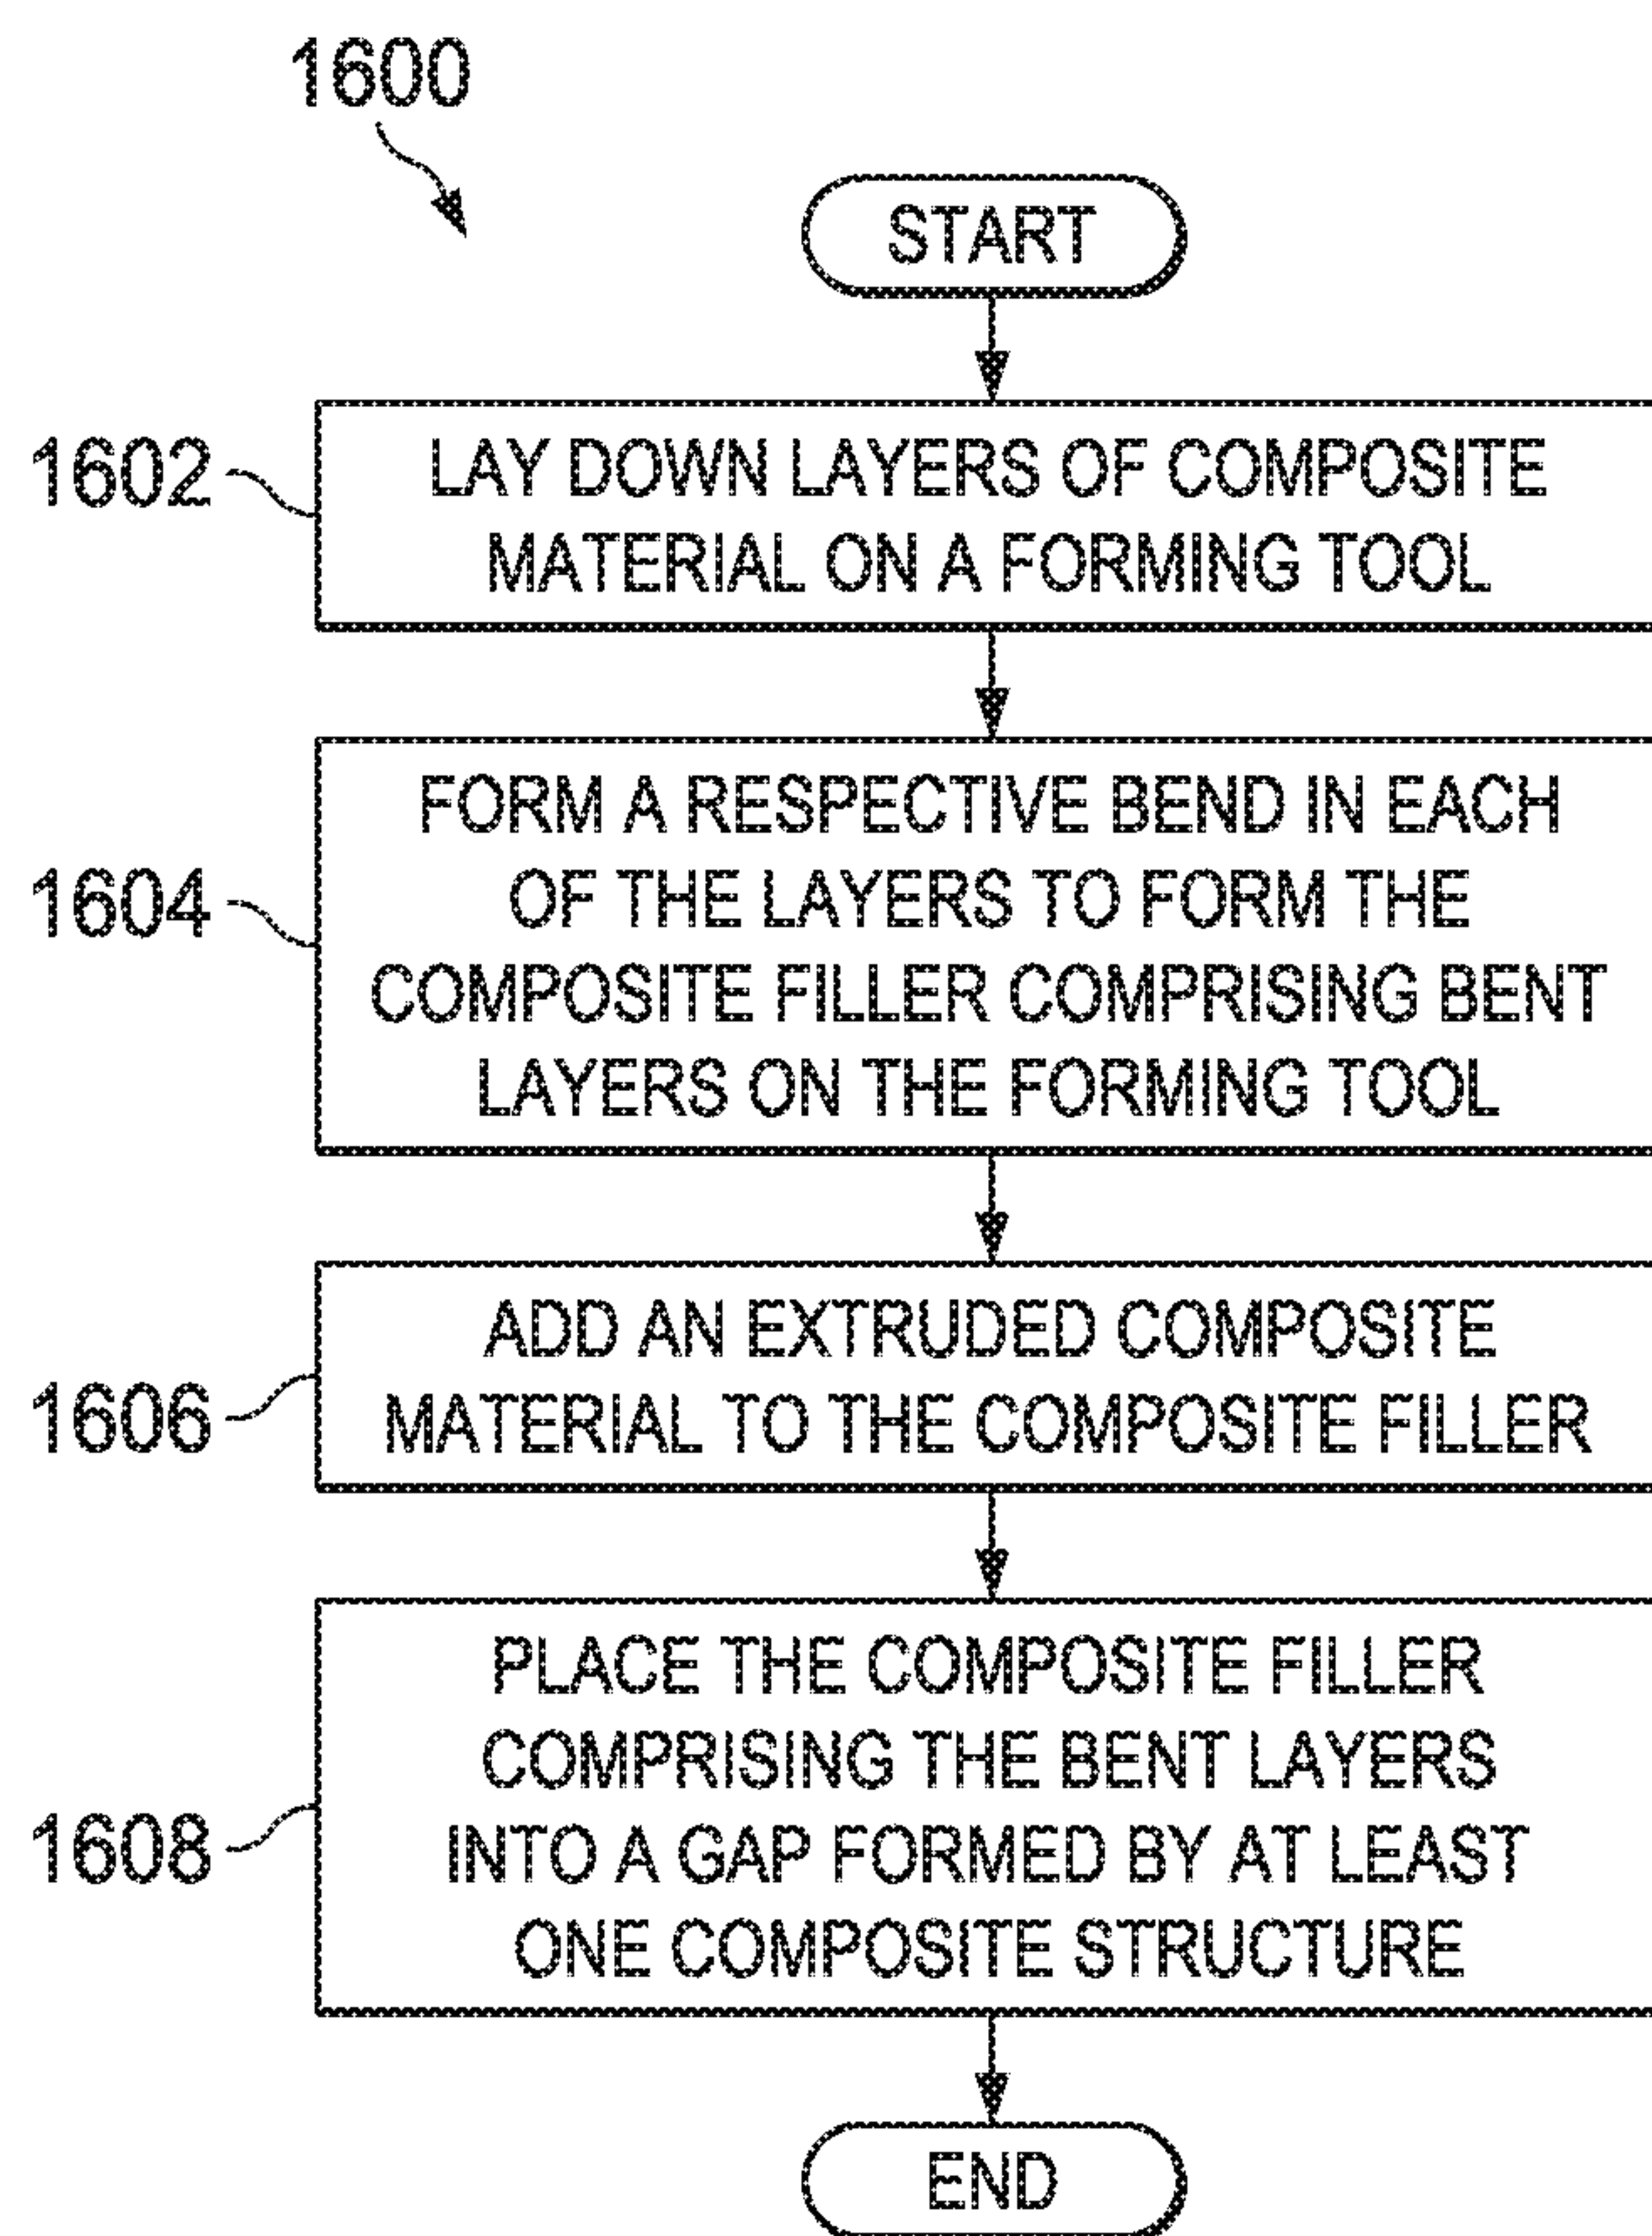 1600
START
1602
LAY DOWN LAYERS OF COMPOSITE
MATERIAL ON A FORMING TOOL
1604
FORM A RESPECTIVE BEND IN EACH
OF THE LAYERS TO FORM THE
COMPOSITE FILLER COMPRISING BENT
LAYERS ON THE FORMING TOOL
1606
ADD AN EXTRUDED COMPOSITE
MATERIAL TO THE COMPOSITE FILLER
1608
PLACE THE COMPOSITE FILLER
COMPRISING THE BENT LAYERS
INTO A GAP FORMED BY AT LEAST
ONE COMPOSITE STRUCTURE
END